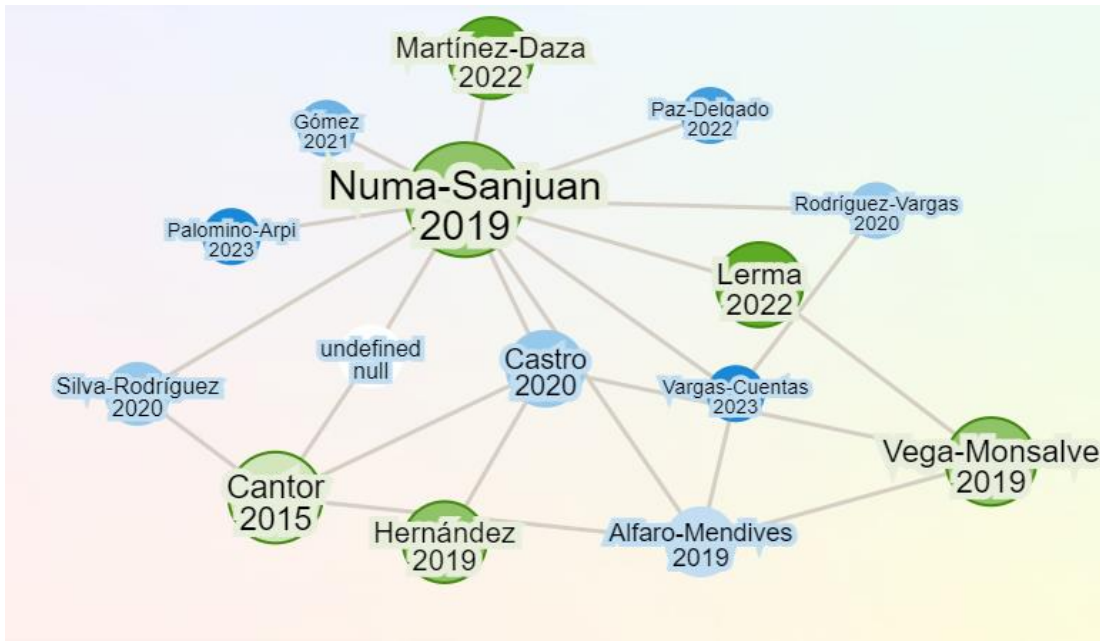 Martínez-Daza
2022
Gómez
2021
Paz-Delgado
2022
Numa-Sanjuan
2019
Rodríguez-Vargas
2020
Palomino-Arpi
2023
Lerma
2022
undefined
null
Castro
2020
Silva-Rodríguez
2020
Vargas-Cuentas
2023
Vega-Monsalve
2019
Cantor
2015
Hernández
2019
Alfaro-Mendives
2019